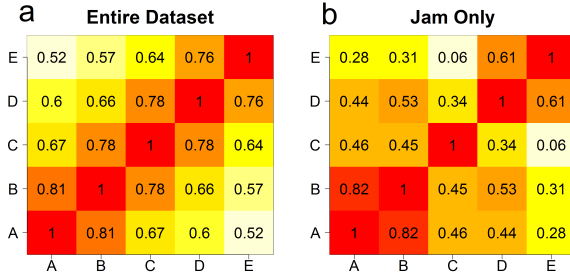 a Entire Dataset
E 0.52 0.57 0.64 0.76 1
D 0.6 0.66 0.78 1 0.76
C 0.67 0.78 1 0.78 0.64
B 0.81 1 0.78 0.66 0.57
A 1 0.81 0.67 0.6 0.52
A B C D E
b Jam Only
E 0.28 0.31 0.06 0.61 1
D 0.44 0.53 0.34 1 0.61
C 0.46 0.45 1 0.34 0.06
B 0.82 1 0.45 0.53 0.31
A 1 0.82 0.46 0.44 0.28
A B C D E